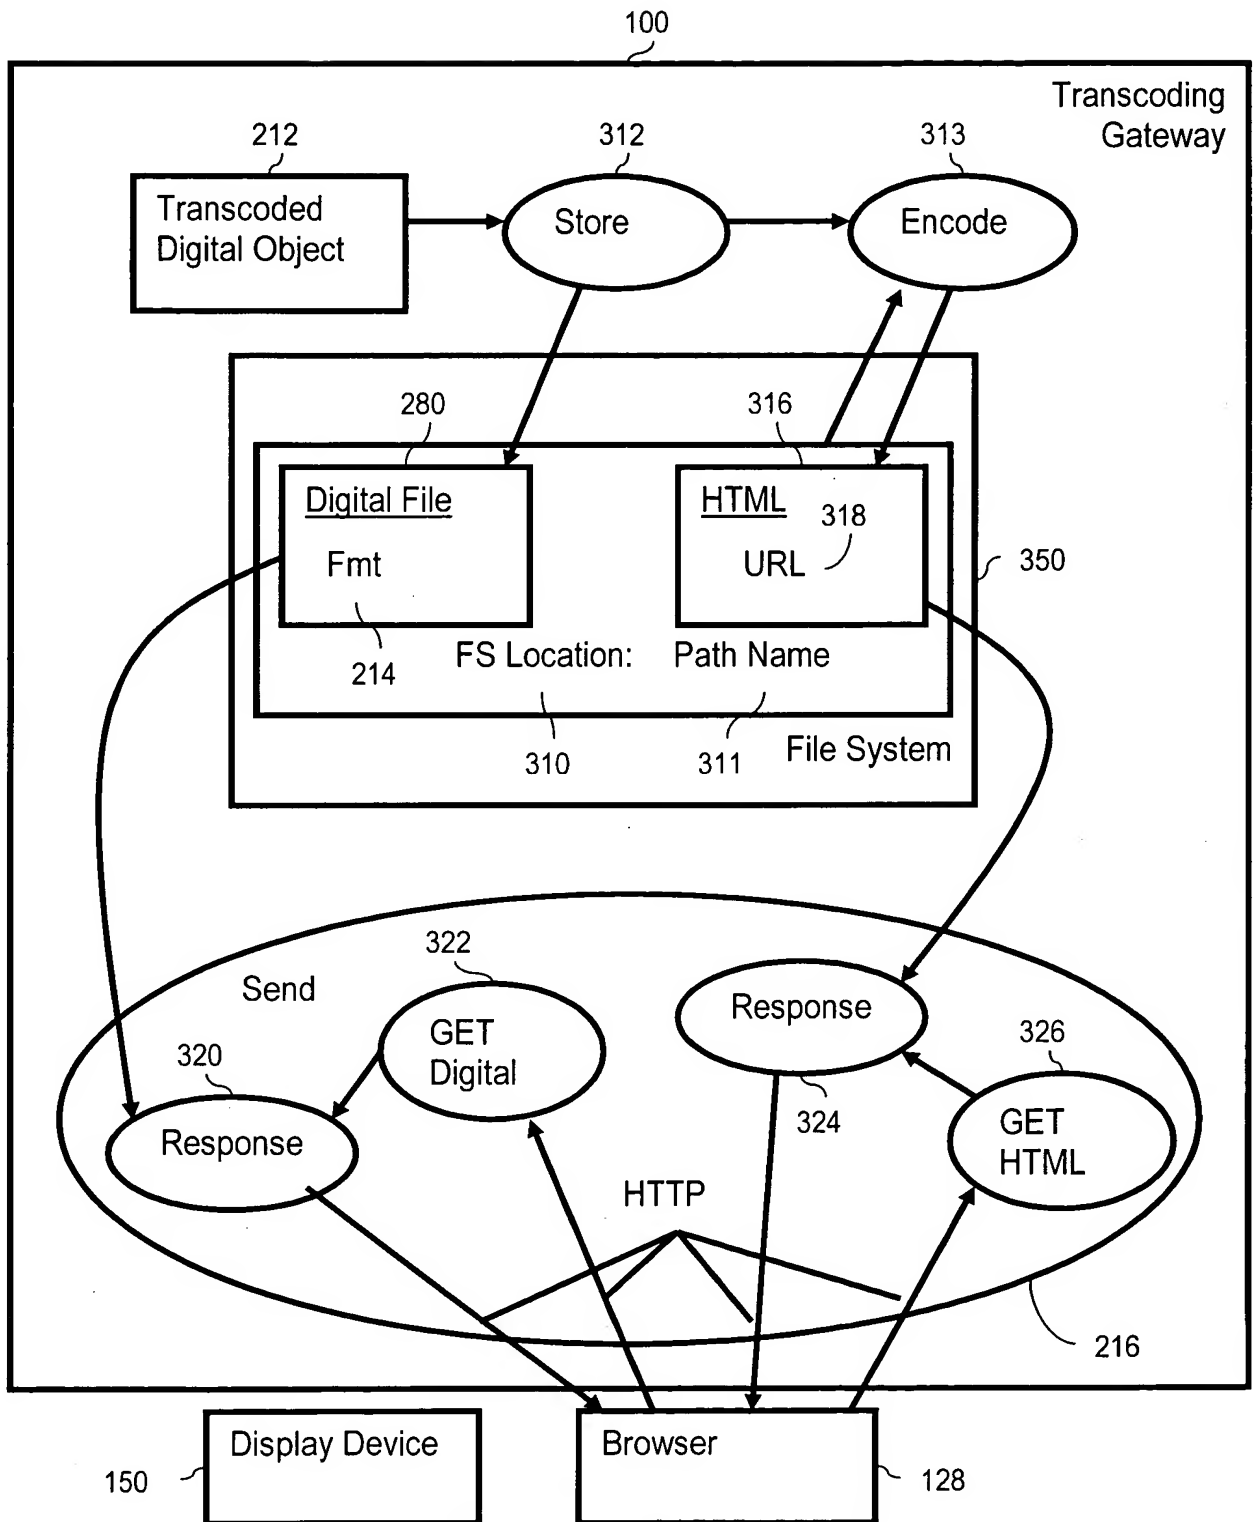 100
Transcoding
Gateway
212
312
313
Transcoded
Digital Object
Store
Encode
280
316
Digital File
HTML
318
Fmt
URL
350
214
FS Location:
Path Name
310
311
File System
322
Send
Response
GET
Digital
326
320
324
GET
HTML
Response
HTTP
216
Display Device
Browser
150
128